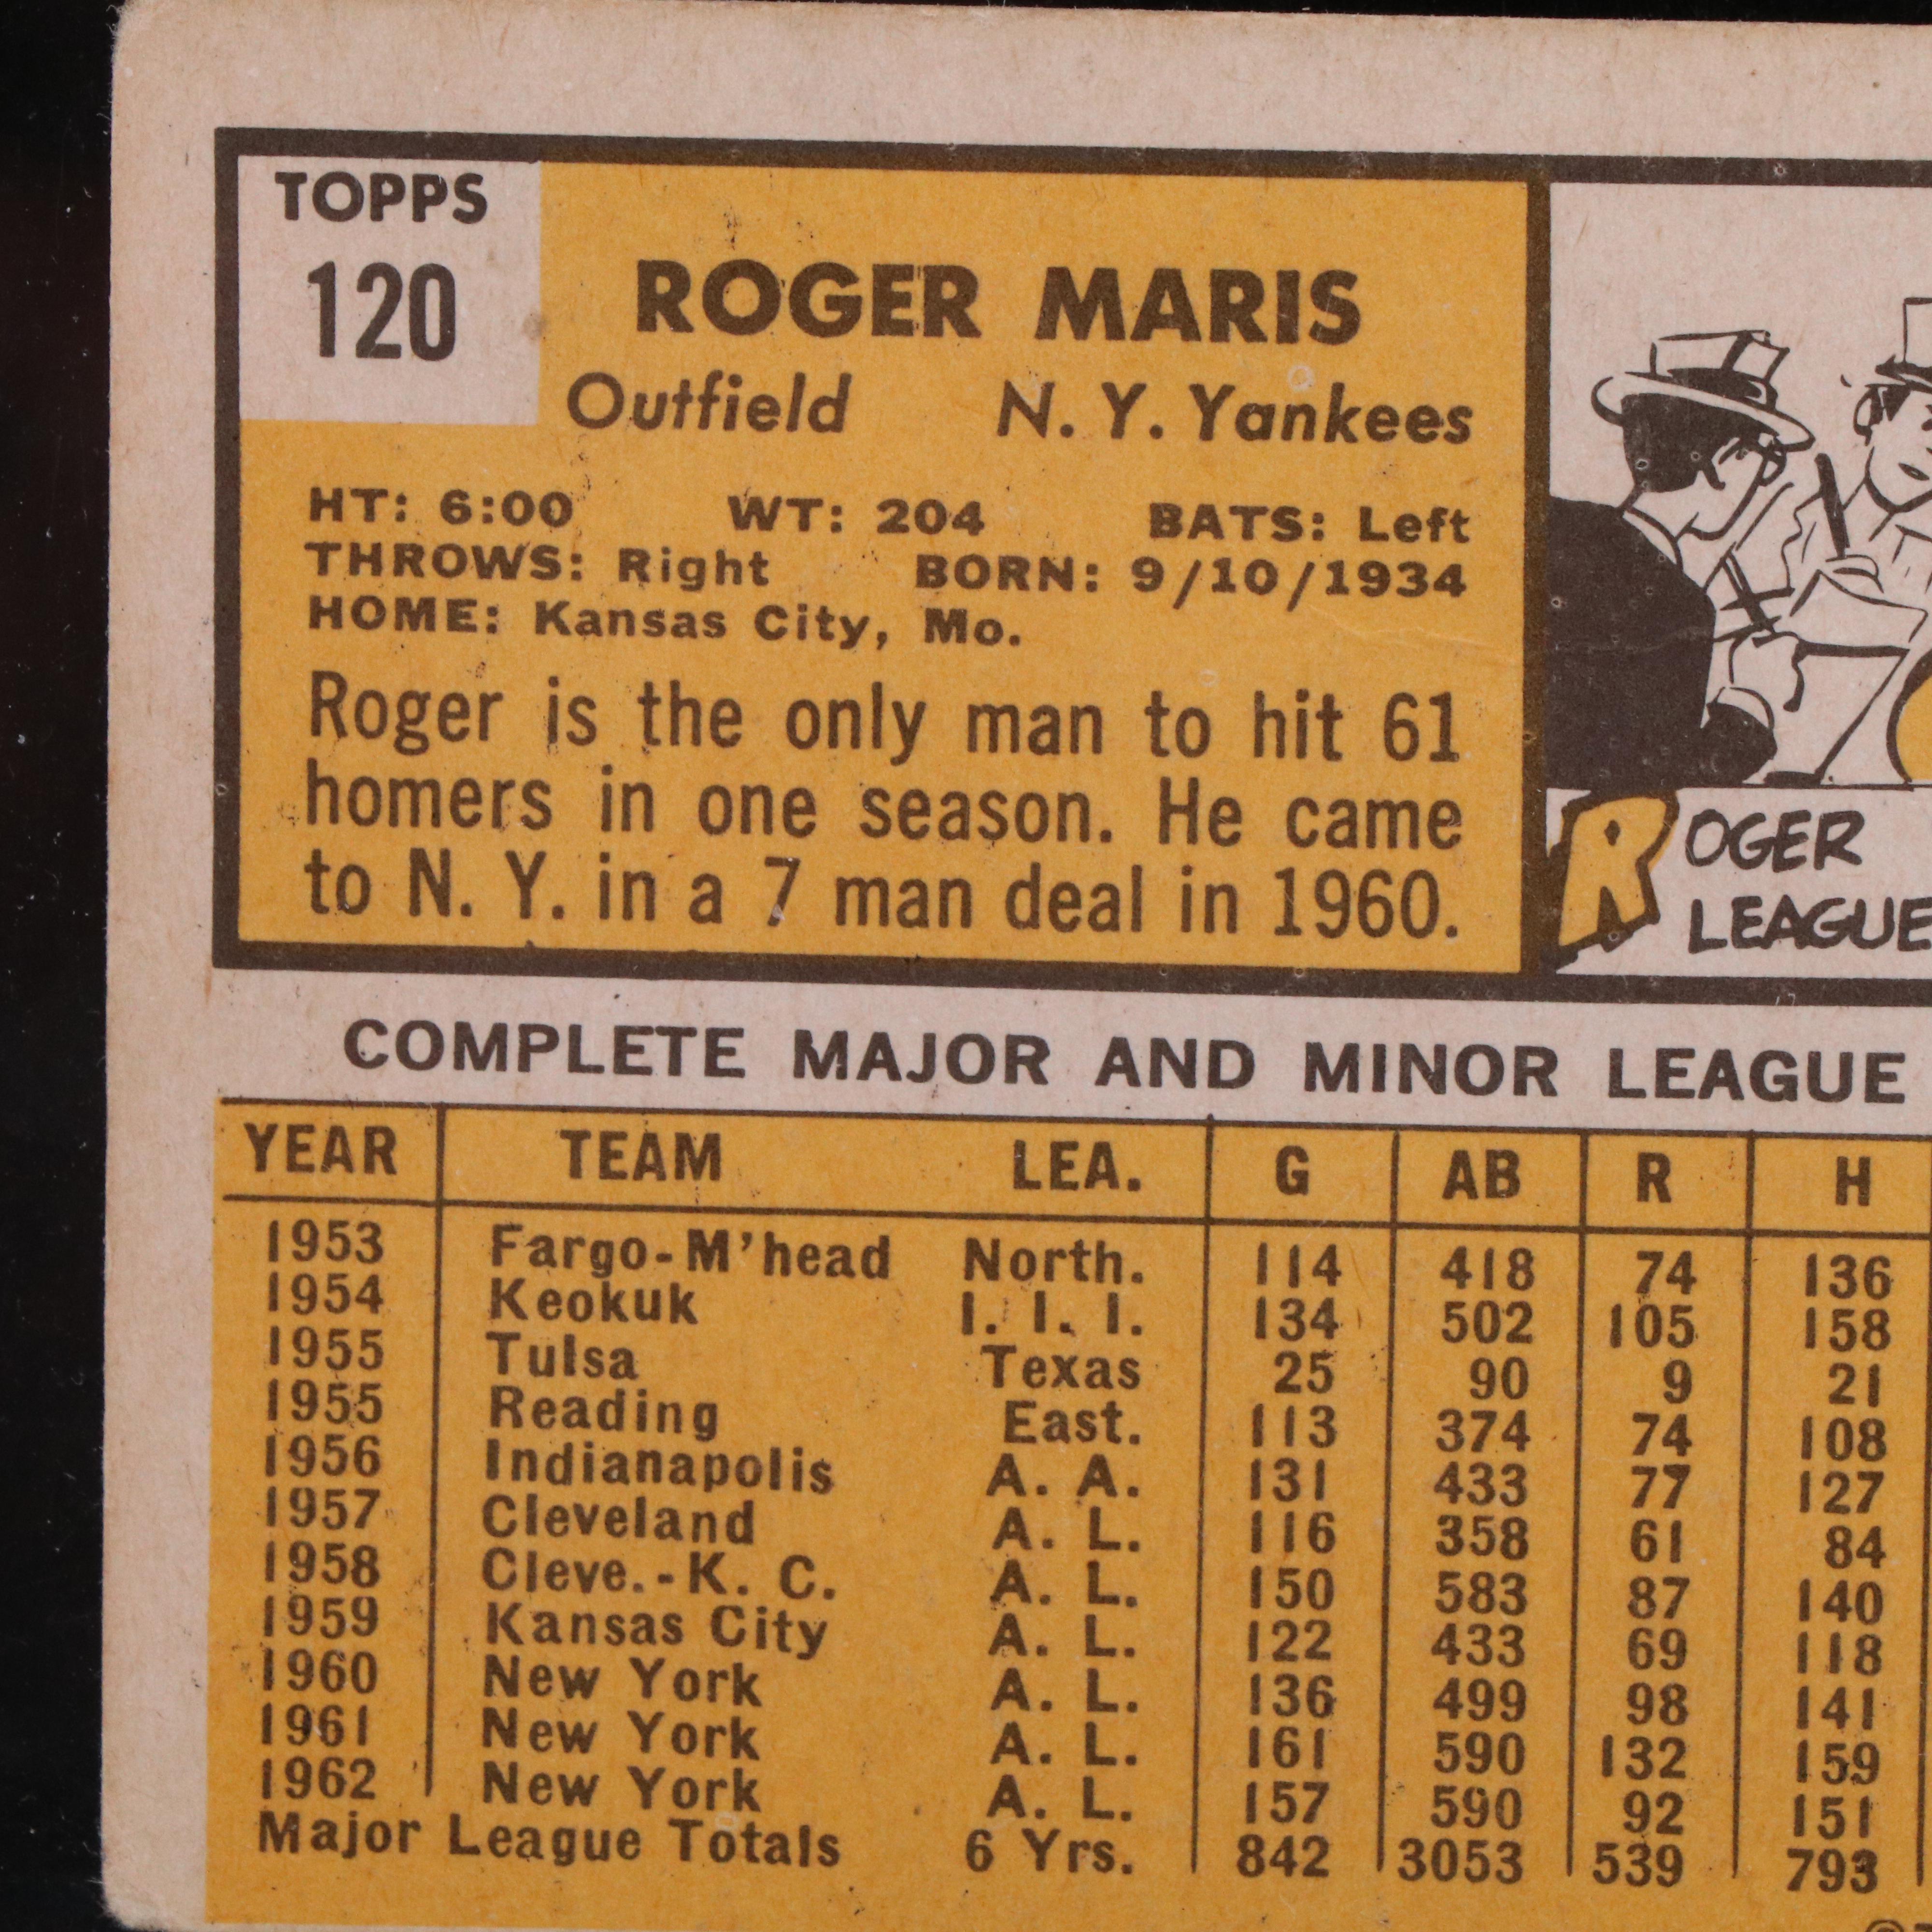 TOPPS
120
ROGER MARIS
Outfield N. Y. Yankees
HT: 6:00 WT: 204 BATS: Left
THROWS: Right BORN: 9/10/1934
HOME: Kansas City, Mo.
Roger is the only man to hit 61
homers in one season. He came
to N. Y. in a 7 man deal in 1960.
ROGER
LEAGUE
COMPLETE MAJOR AND MINOR LEAGUE
YEAR TEAM LEA. G AB R H
1953 Fargo-M'head North. 114 418 74 136
1954 Keokuk I. I. I. 134 502 105 158
1955 Tulsa Texas 25 90 9 21
1955 Reading East. 113 374 74 108
1956 Indianapolis A. A. 131 433 77 127
1957 Cleveland A. L. 116 358 61 84
1958 Cleve.-K. C. A. L. 150 583 87 140
1959 Kansas City A. L. 122 433 69 118
1960 New York A. L. 136 499 98 141
1961 New York A. L. 161 590 132 159
1962 New York A. L. 157 590 92 151
Major League Totals 6 Yrs. 842 3053 539 793